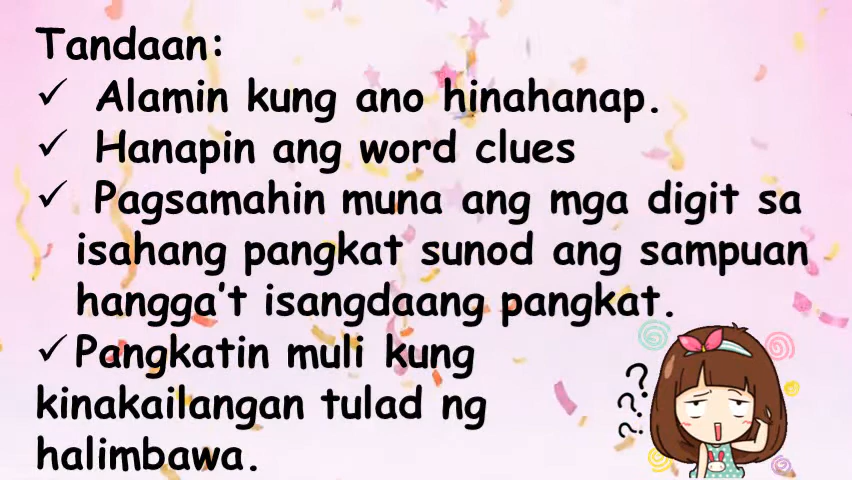 Tandaan:
✓ Alamin kung ano hinahanap.
✓ Hanapin ang word clues
✓ Pagsamahin muna ang mga digit sa
isahang pangkat sunod ang sampuan
hangga't isangdaang pangkat.
✓ Pangkatin muli kung
kinakailangan tulad ng
halimbawa.
???